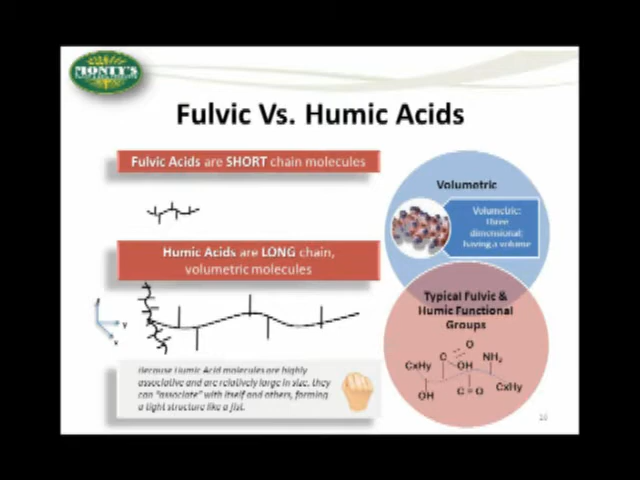 MONTY'S
Fulvic Vs. Humic Acids
Fulvic Acids are SHORT chain molecules
Humic Acids are LONG chain,
volumetric molecules
Because Humic Acid molecules are highly
associative and are relatively large in size, they
can "associate" with itself and others, forming
a tight structure like a fist.
Volumetric
Volumetric:
Three
dimensional;
having a volume
Typical Fulvic &
Humic Functional
Groups
O
C
OH
NH₂
CxHy
CxHy
OH
C = O